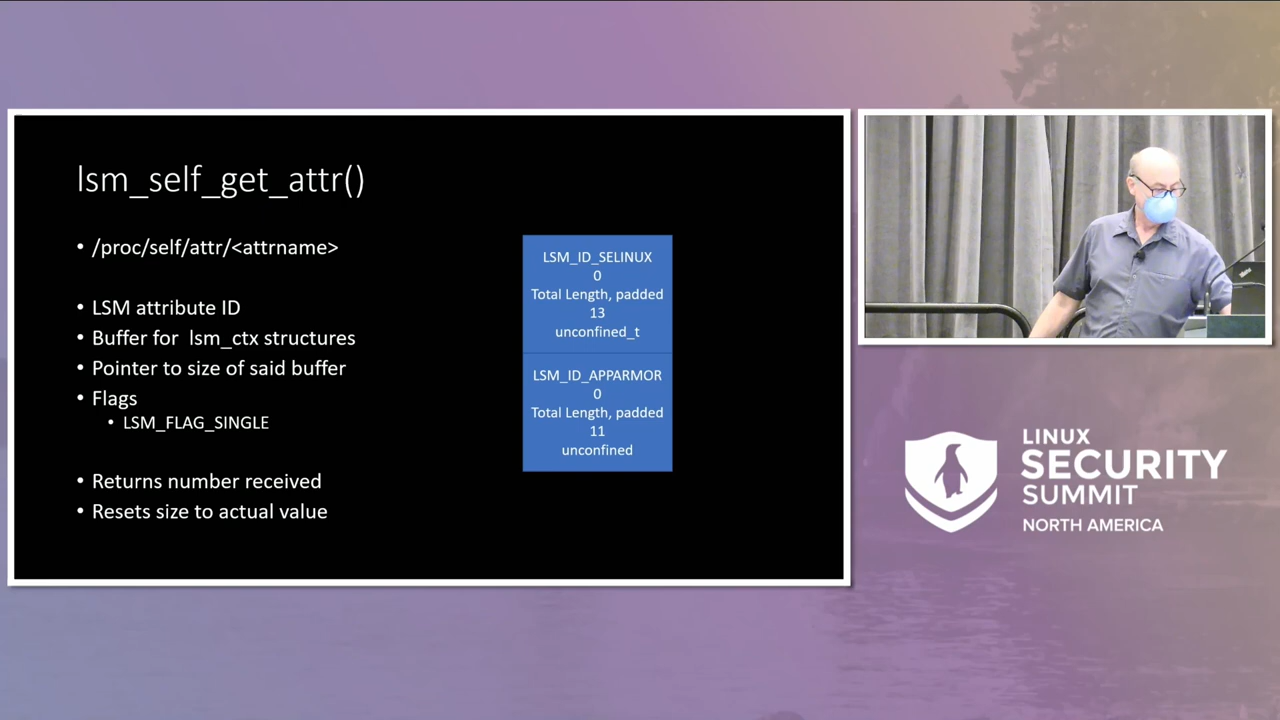 lsm_self_get_attr()
• /proc/self/attr/<attrname>
• LSM attribute ID
• Buffer for lsm_ctx structures
• Pointer to size of said buffer
• Flags
• LSM_FLAG_SINGLE
• Returns number received
• Resets size to actual value
LSM_ID_SELINUX
0
Total Length, padded
13
unconfined_t
LSM_ID_APPARMOR
0
Total Length, padded
11
unconfined
LINUX
SECURITY
SUMMIT
NORTH AMERICA